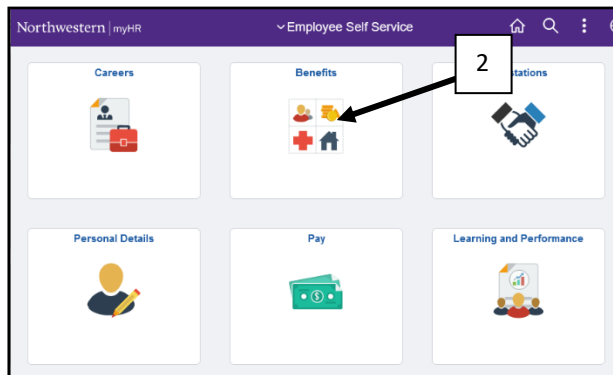 Northwestern | myHR
Employee Self Service
Careers
Benefits
2
stations
Personal Details
Pay
Learning and Performance